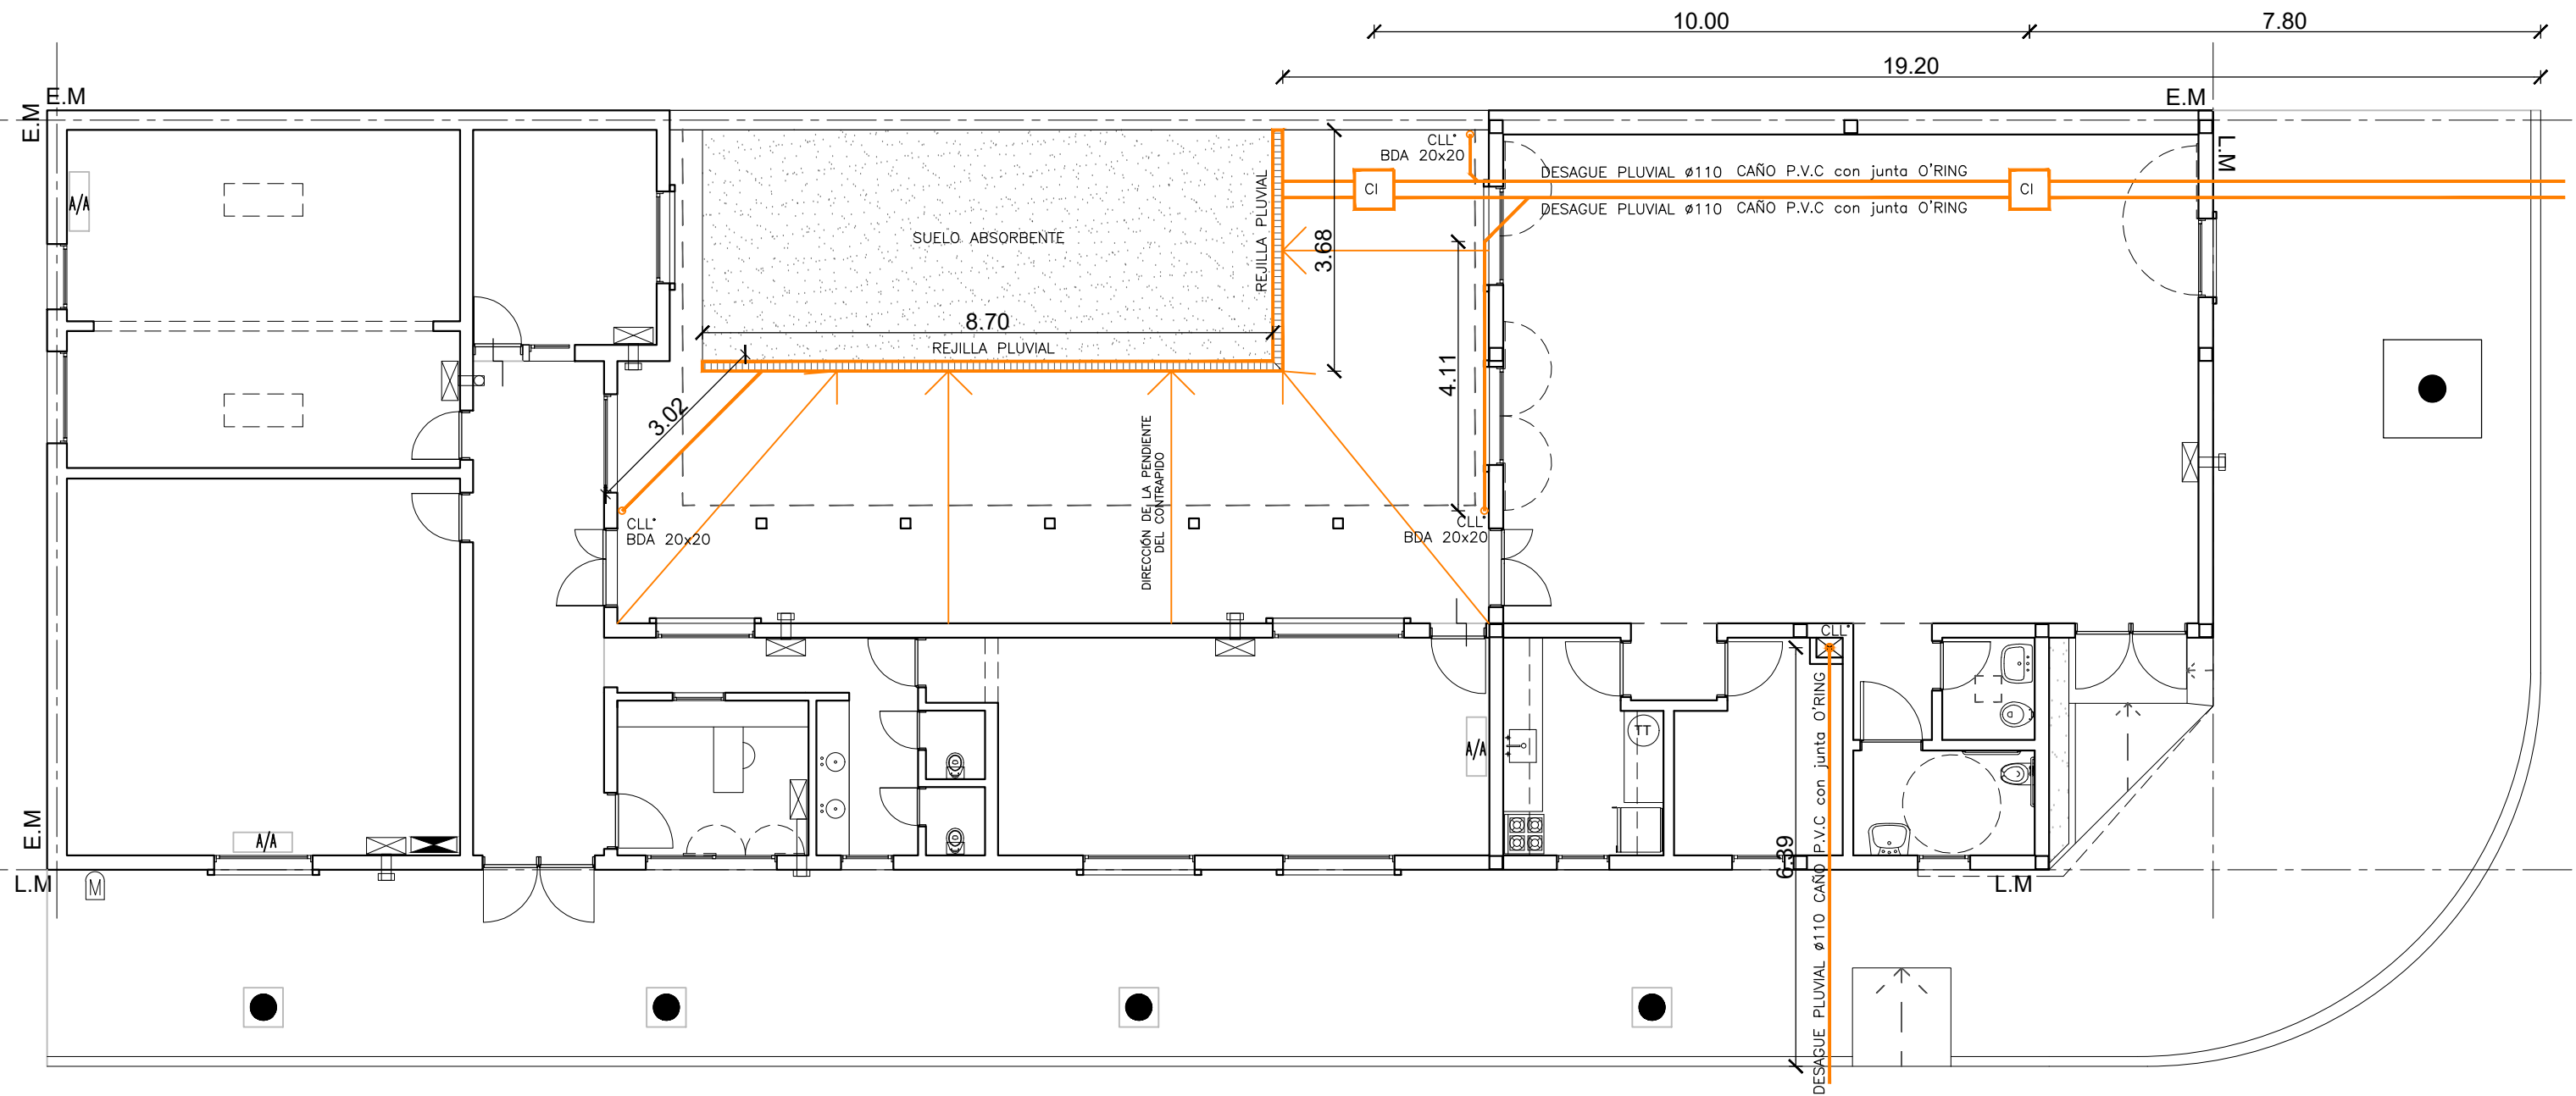 10.00
7.80
19.20
E.M
E.M
E.M
L.M
CLL°
BDA 20x20
DESAGUE PLUVIAL ø110 CAÑO P.V.C con junta O'RING
DESAGUE PLUVIAL ø110 CAÑO P.V.C con junta O'RING
CI
CI
A/A
SUELO ABSORBENTE
REJILLA PLUVIAL
3.68
8.70
REJILLA PLUVIAL
4.11
3.02
DIRECCIÓN DE LA PENDIENTE
DEL CONTRAPIDO
CLL°
BDA 20x20
CLL°
BDA 20x20
CLL°
DESAGUE PLUVIAL ø110 CAÑO P.V.C con junta O'RING
TT
A/A
A/A
6.39
E.M
L.M
M
L.M